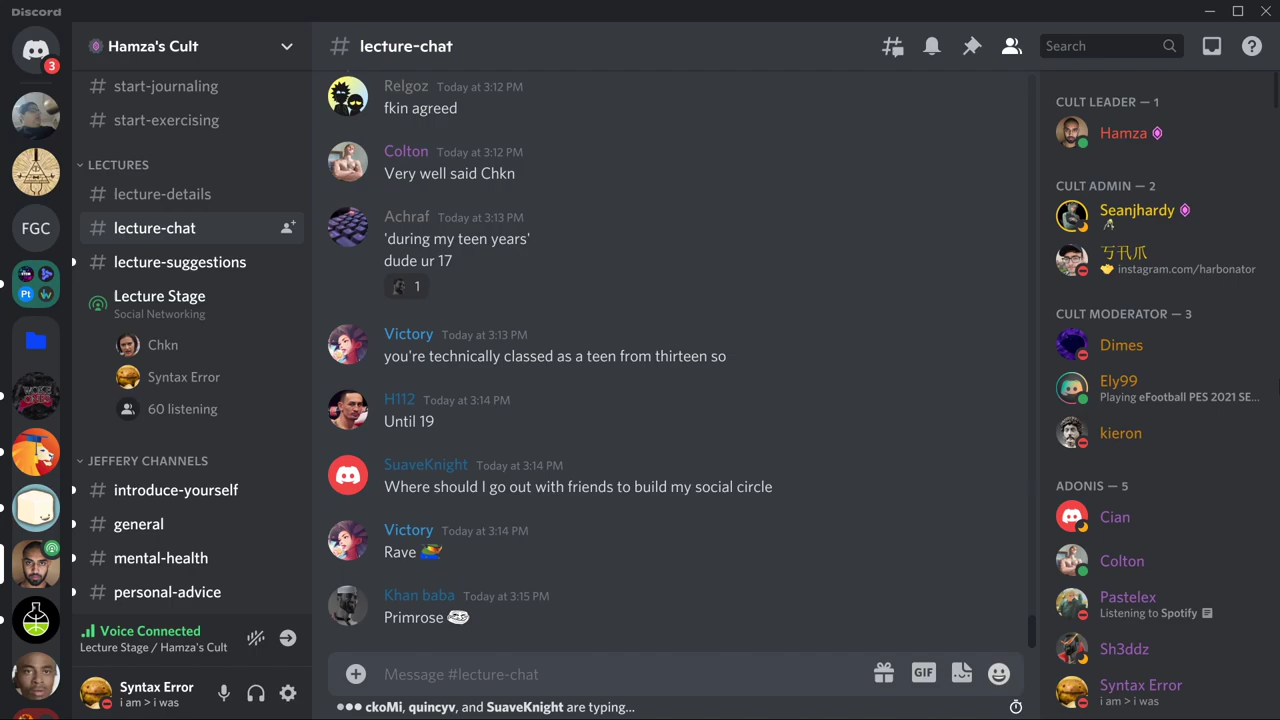 Discord
3
FGC
Pt
Hamza's Cult
start-journaling
start-exercising
LECTURES
lecture-details
lecture-chat
lecture-suggestions
Lecture Stage
Social Networking
Chkn
Syntax Error
60 listening
JEFFERY CHANNELS
introduce-yourself
general
mental-health
personal-advice
Voice Connected
Lecture Stage / Hamza's Cult
Syntax Error
i am > i was
# lecture-chat
Search
Relgoz Today at 3:12 PM
fkin agreed
Colton Today at 3:12 PM
Very well said Chkn
Achraf Today at 3:13 PM
'during my teen years'
dude ur 17
1
Victory Today at 3:13 PM
you're technically classed as a teen from thirteen so
H112 Today at 3:14 PM
Until 19
SuaveKnight Today at 3:14 PM
Where should I go out with friends to build my social circle
Victory Today at 3:14 PM
Rave
Khan baba Today at 3:15 PM
Primrose
Message #lecture-chat
GIF
ckoMi, quincyv, and SuaveKnight are typing...
CULT LEADER — 1
Hamza
CULT ADMIN — 2
Seanjhardy
instagram.com/harbonator
CULT MODERATOR — 3
Dimes
Ely99
Playing eFootball PES 2021 SE...
kieron
ADONIS — 5
Cian
Colton
Pastelex
Listening to Spotify
Sh3ddz
Syntax Error
i am > i was